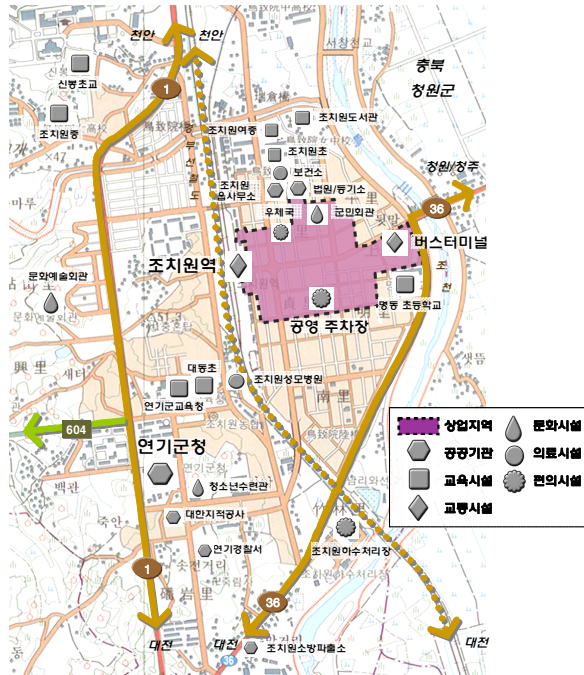 천안
천안
충북
청원군
신봉초교
1
조치원중
조치원도서관
조치원여중
조치원초
보건소
조치원
읍사무소
법원/등기소
청원/청주
36
우체국
군민회관
버스터미널
조치원역
문화예술회관
명동 초등학교
공영 주차장
대동초
조치원성모병원
연기군교육청
604
상업지역
문화시설
공공기관
의료시설
교육시설
편의시설
교통시설
연기군청
청소년수련관
대한지적공사
조치원하수처리장
연기경찰서
1
36
대전
대전
대전
조치원소방파출소
36